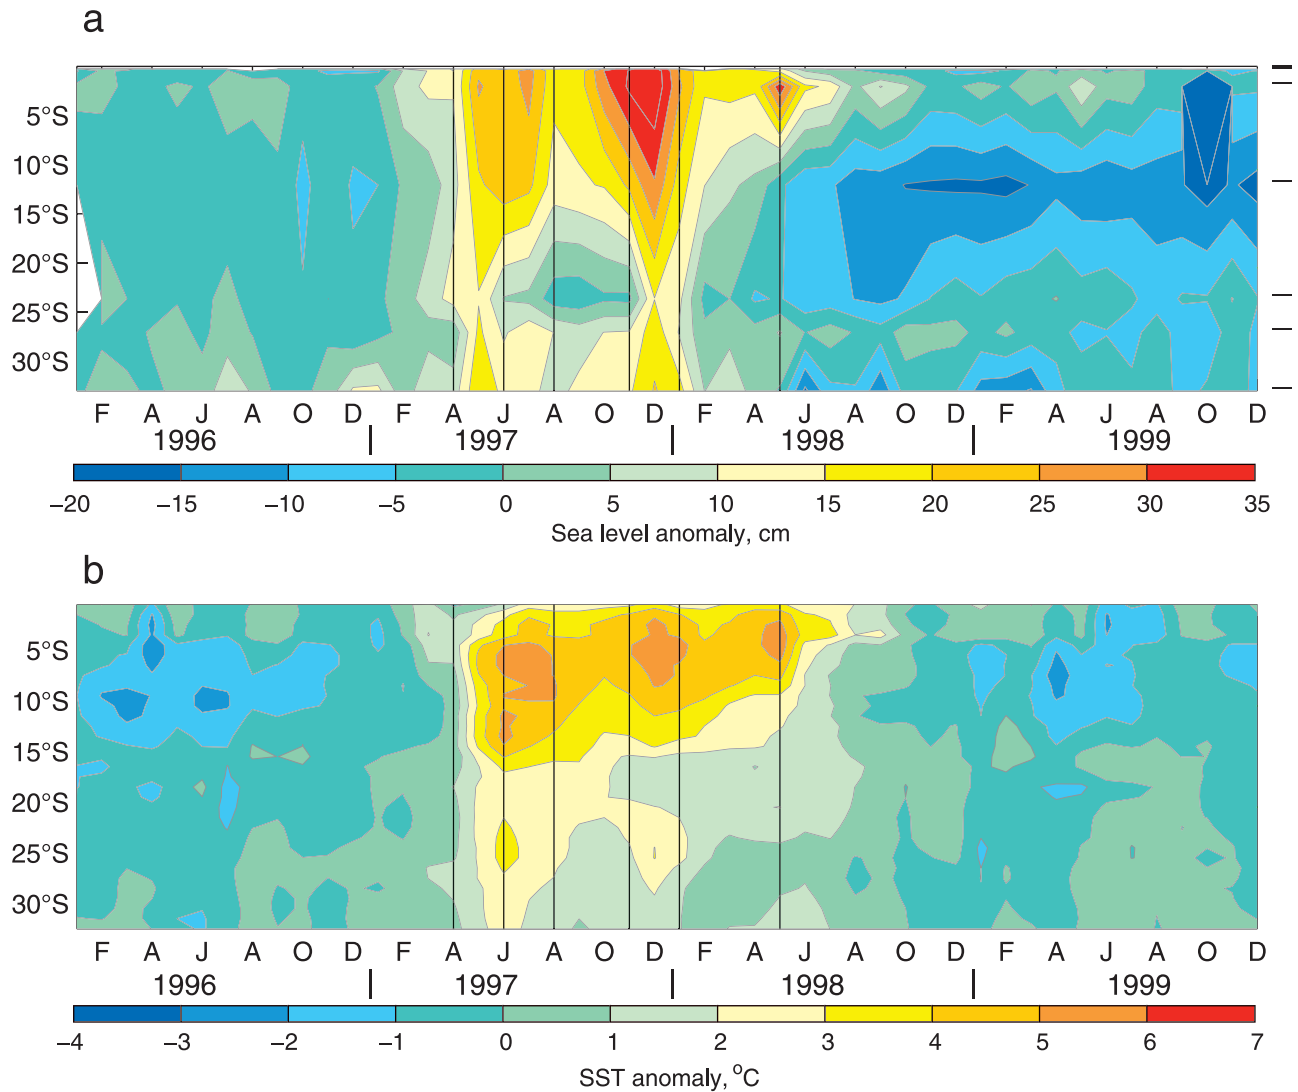 a
5°S
10°S
15°S
20°S
25°S
30°S
F A J A O D F A J A O D F A J A O D F A J A O D
1996 | 1997 | 1998 | 1999
–20 –15 –10 –5 0 5 10 15 20 25 30 35
Sea level anomaly, cm
b
5°S
10°S
15°S
20°S
25°S
30°S
F A J A O D F A J A O D F A J A O D F A J A O D
1996 | 1997 | 1998 | 1999
–4 –3 –2 –1 0 1 2 3 4 5 6 7
SST anomaly, °C